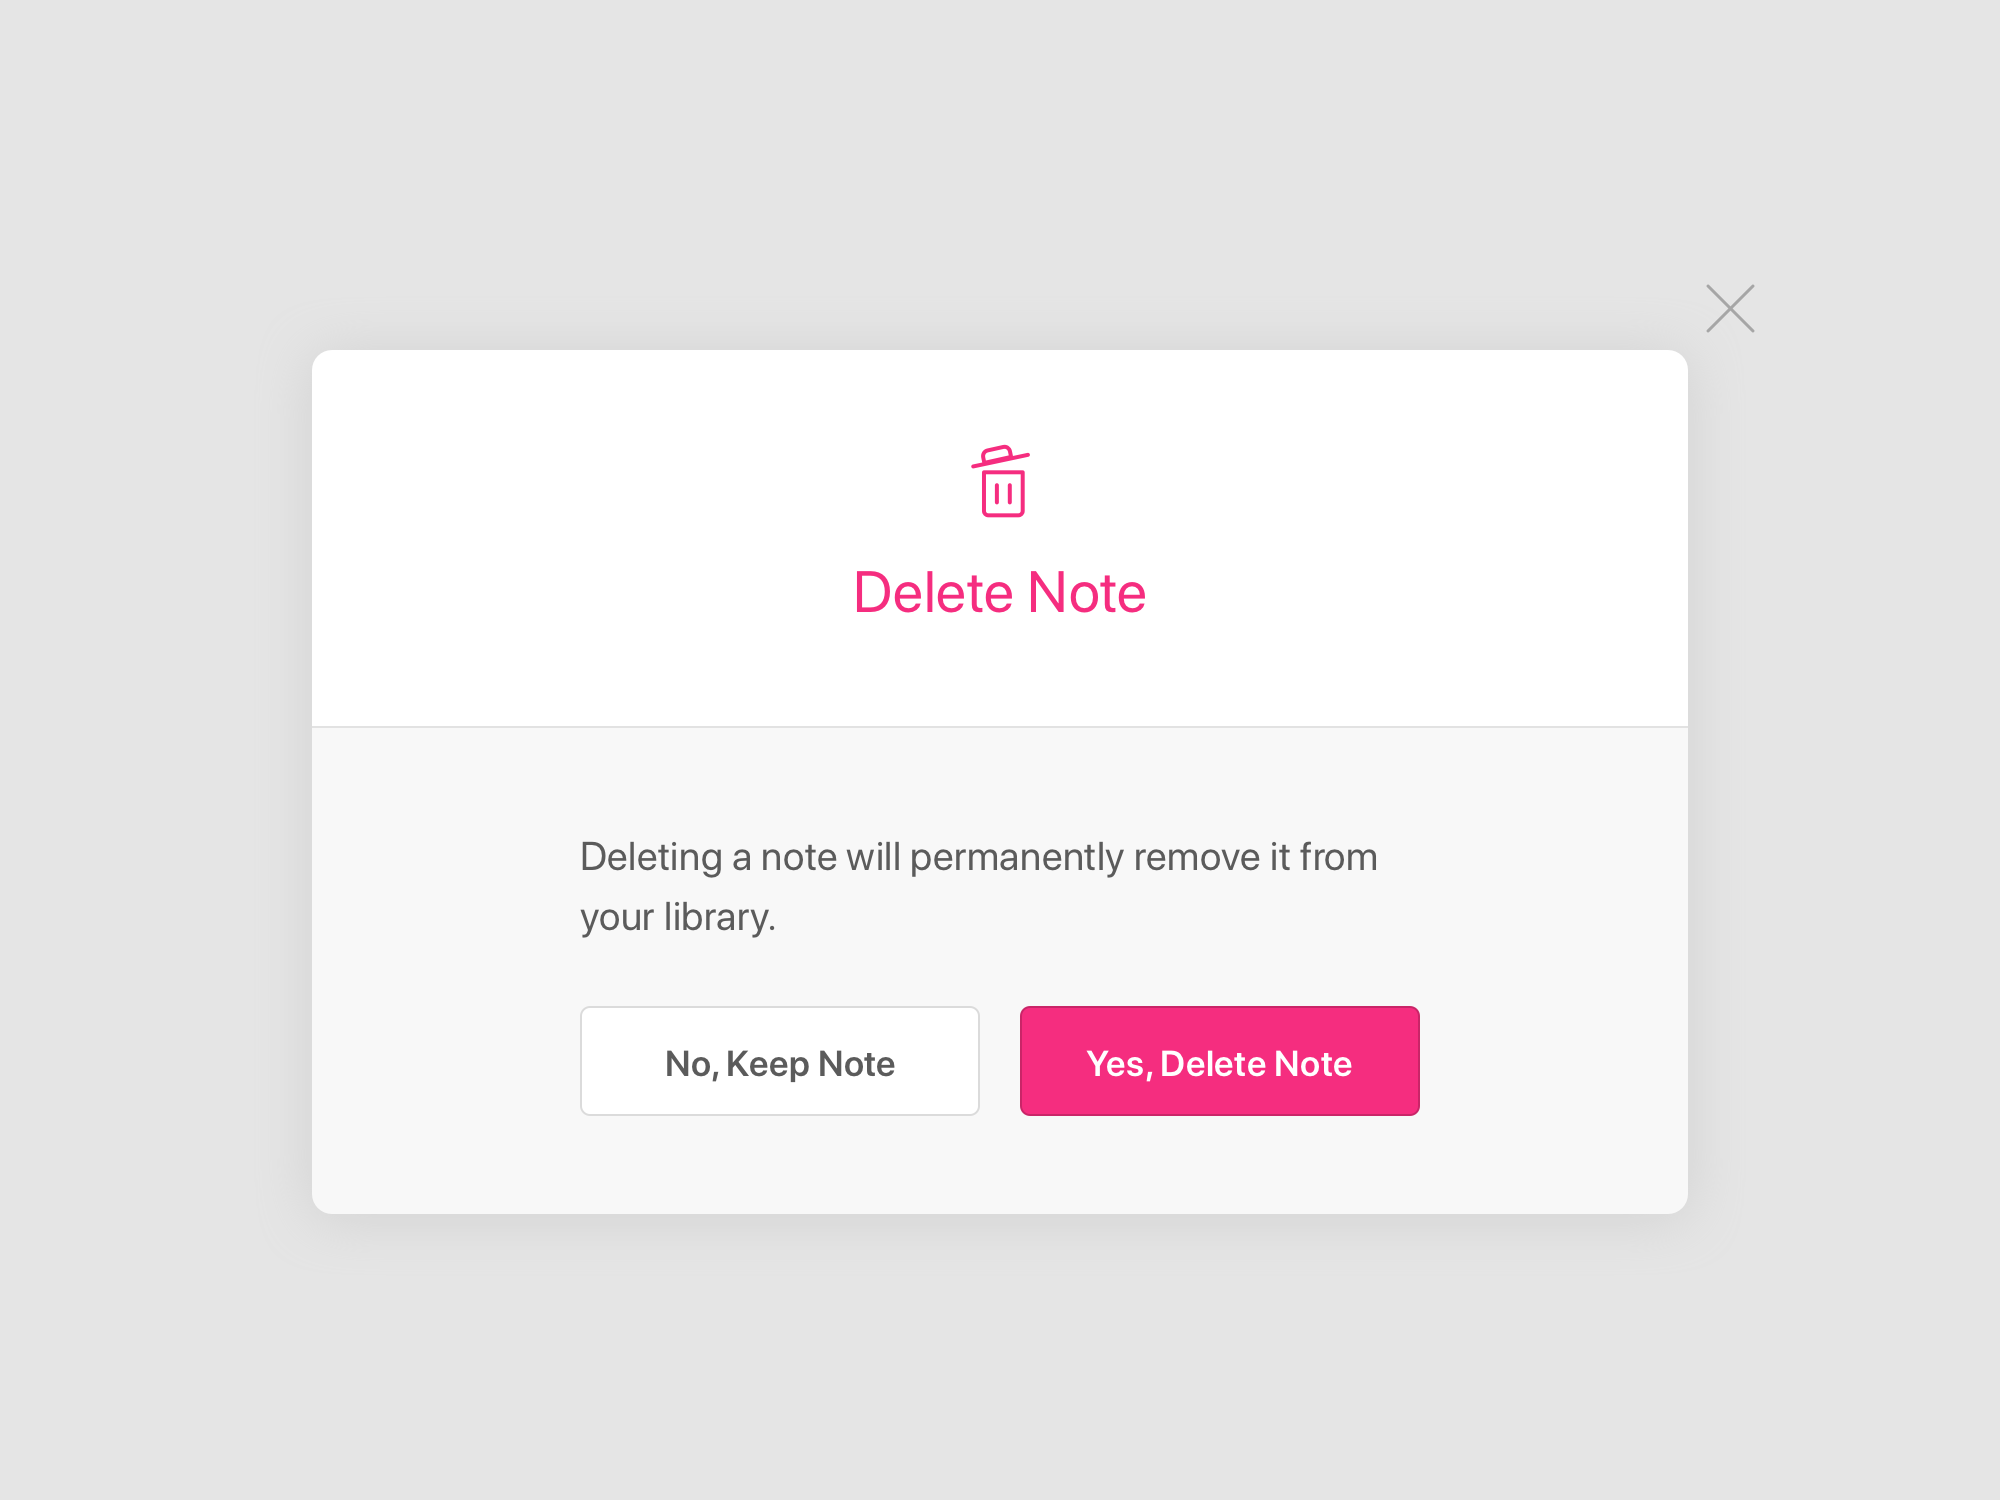 Delete Note
Deleting a note will permanently remove it from
your library.
No, Keep Note
Yes, Delete Note